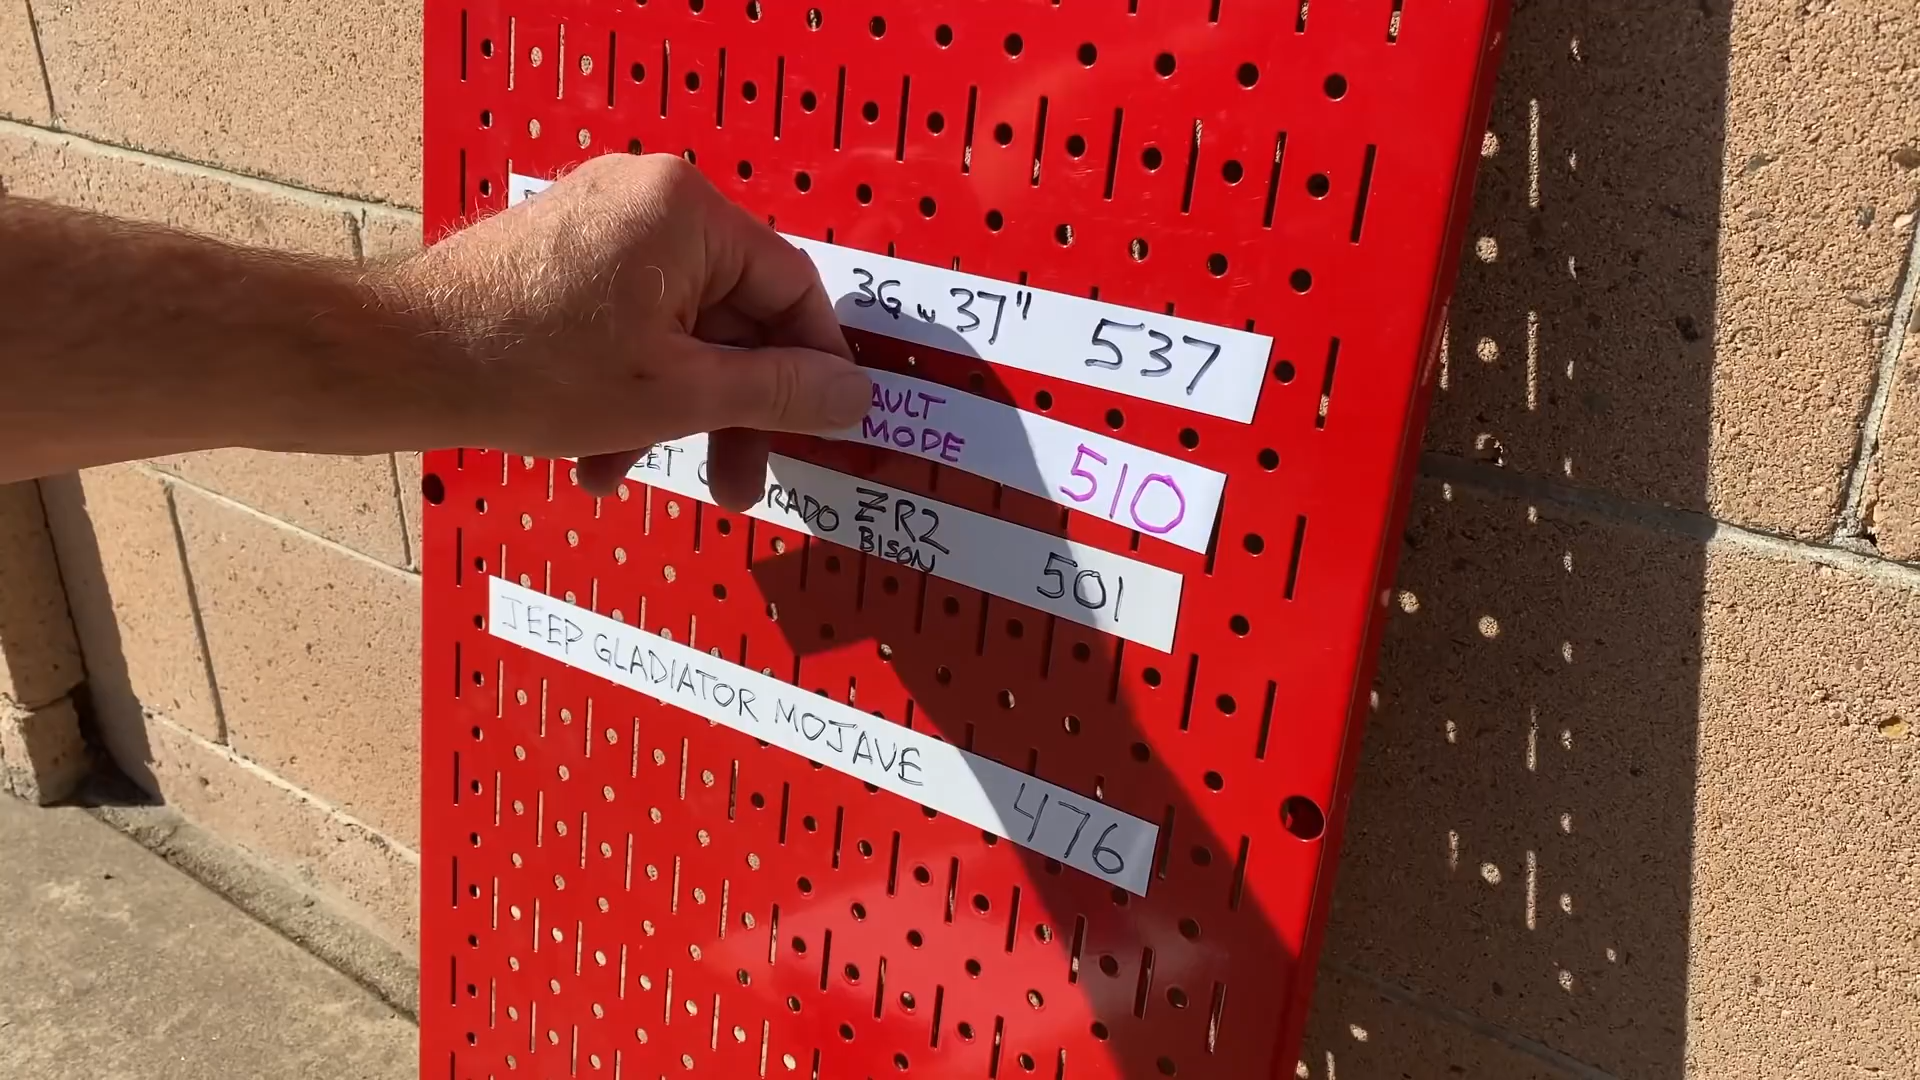 3G w 37" 537
AULT
MODE 510
RADO ZR2
BISON 501
JEEP GLADIATOR MOJAVE 476